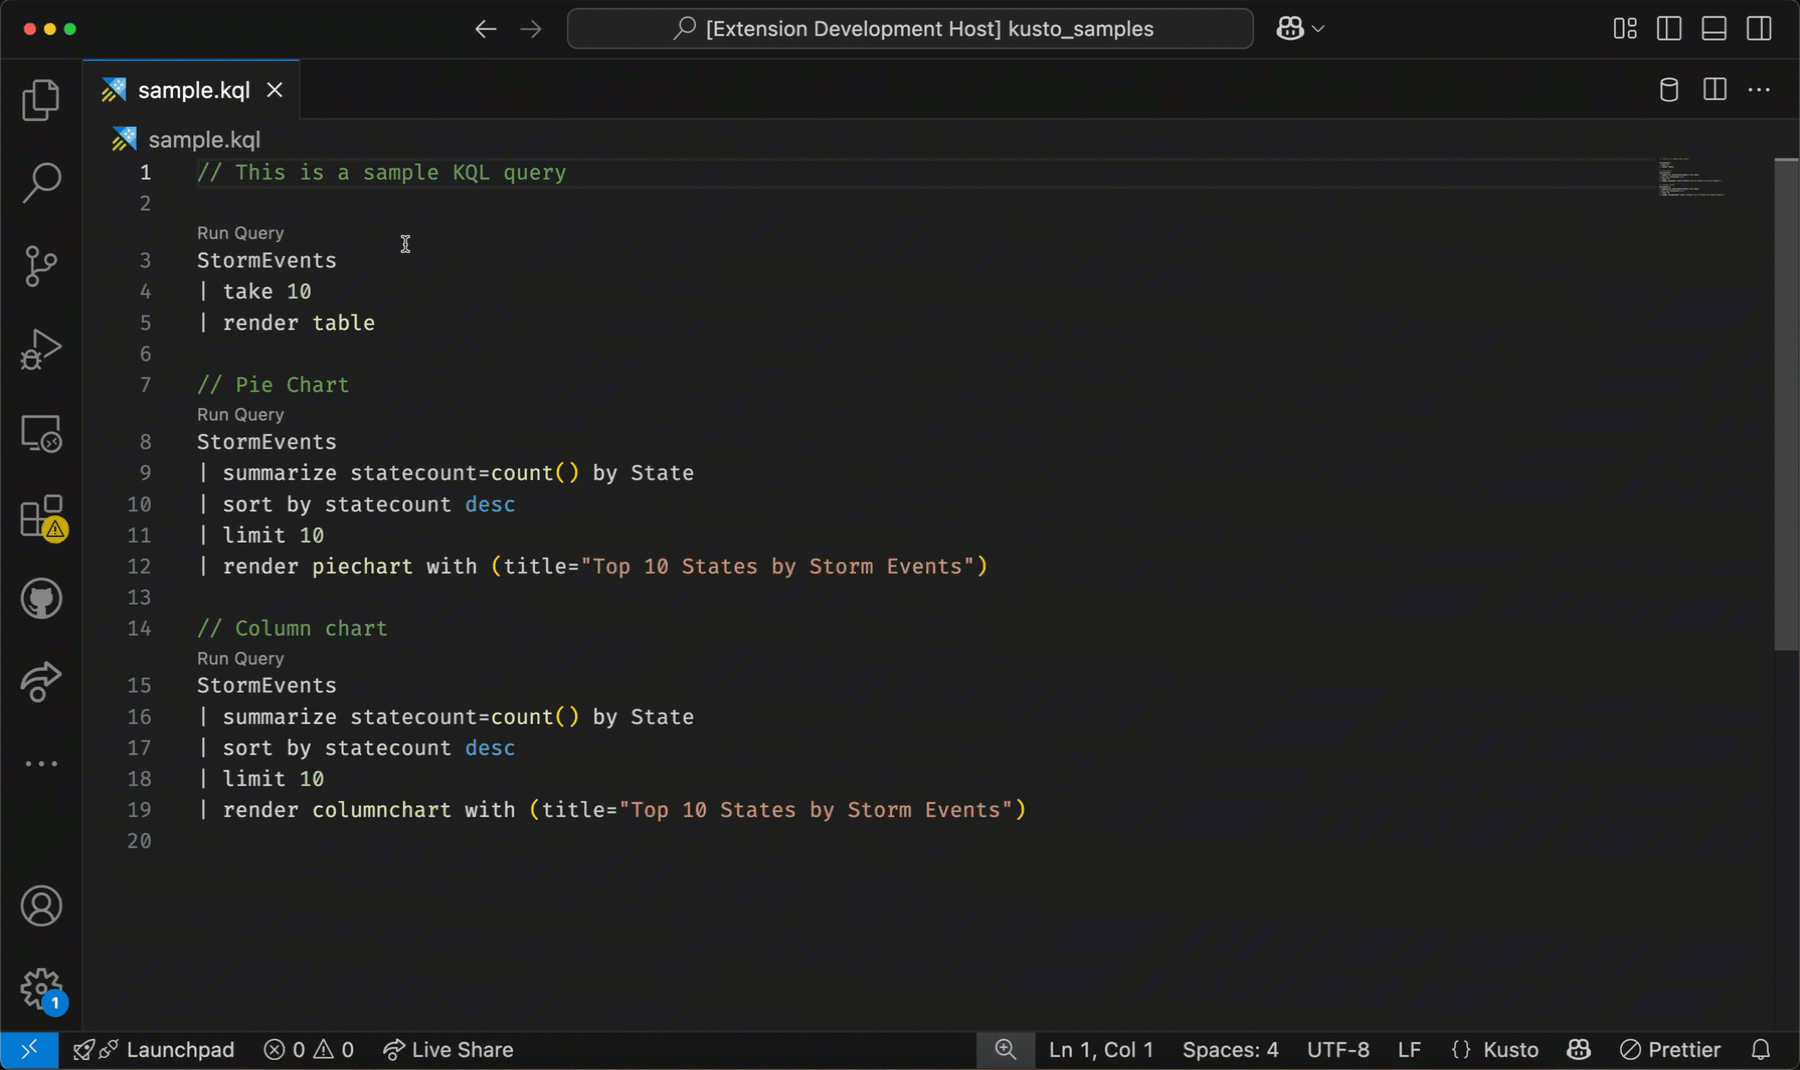 [Extension Development Host] kusto_samples
sample.kql
sample.kql
1 // This is a sample KQL query
2
Run Query
3 StormEvents
4 | take 10
5 | render table
6
7 // Pie Chart
Run Query
8 StormEvents
9 | summarize statecount=count() by State
10 | sort by statecount desc
11 | limit 10
12 | render piechart with (title="Top 10 States by Storm Events")
13
14 // Column chart
Run Query
15 StormEvents
16 | summarize statecount=count() by State
17 | sort by statecount desc
18 | limit 10
19 | render columnchart with (title="Top 10 States by Storm Events")
20
1
Launchpad 0 0 Live Share Ln 1, Col 1 Spaces: 4 UTF-8 LF {} Kusto Prettier